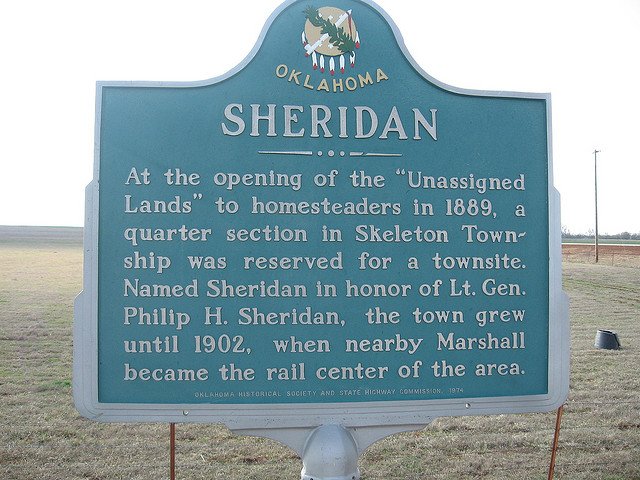 OKLAHOMA
SHERIDAN
At the opening of the "Unassigned
Lands" to homesteaders in 1889, a
quarter section in Skeleton Town-
ship was reserved for a townsite.
Named Sheridan in honor of Lt. Gen.
Philip H. Sheridan, the town grew
until 1902, when nearby Marshall
became the rail center of the area.
OKLAHOMA HISTORICAL SOCIETY AND STATE HIGHWAY COMMISSION, 1974